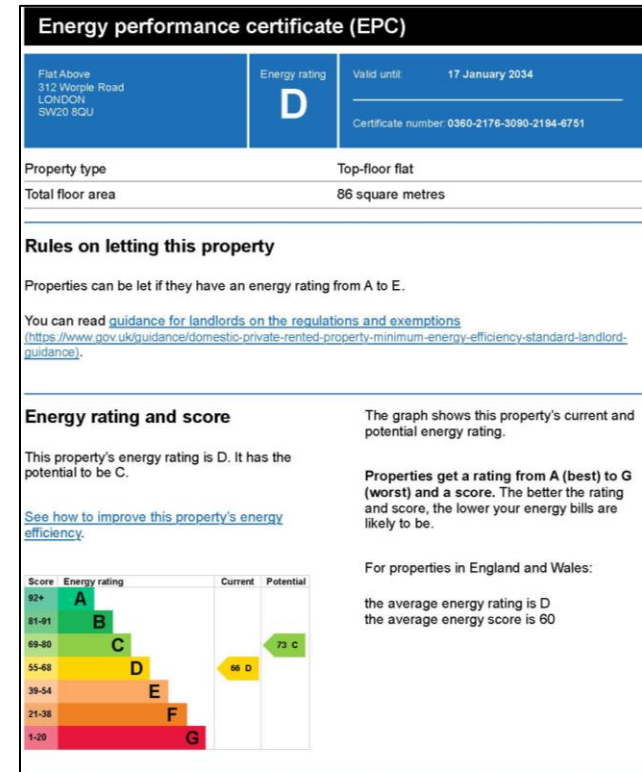 Energy performance certificate (EPC)
Flat Above
312 Worple Road
LONDON
SW20 8QU
Energy rating
D
Valid until: 17 January 2034
Certificate number: 0360-2176-3090-2194-6751
Property type Top-floor flat
Total floor area 86 square metres
Rules on letting this property
Properties can be let if they have an energy rating from A to E.
You can read guidance for landlords on the regulations and exemptions
(https://www.gov.uk/guidance/domestic-private-rented-property-minimum-energy-efficiency-standard-landlord-
guidance).
Energy rating and score
This property's energy rating is D. It has the
potential to be C.
See how to improve this property's energy
efficiency.
Score Energy rating Current Potential
92+ A
81-91 B
69-80 C 73 C
55-68 D 66 D
39-54 E
21-38 F
1-20 G
The graph shows this property's current and
potential energy rating.
Properties get a rating from A (best) to G
(worst) and a score. The better the rating
and score, the lower your energy bills are
likely to be.
For properties in England and Wales:
the average energy rating is D
the average energy score is 60